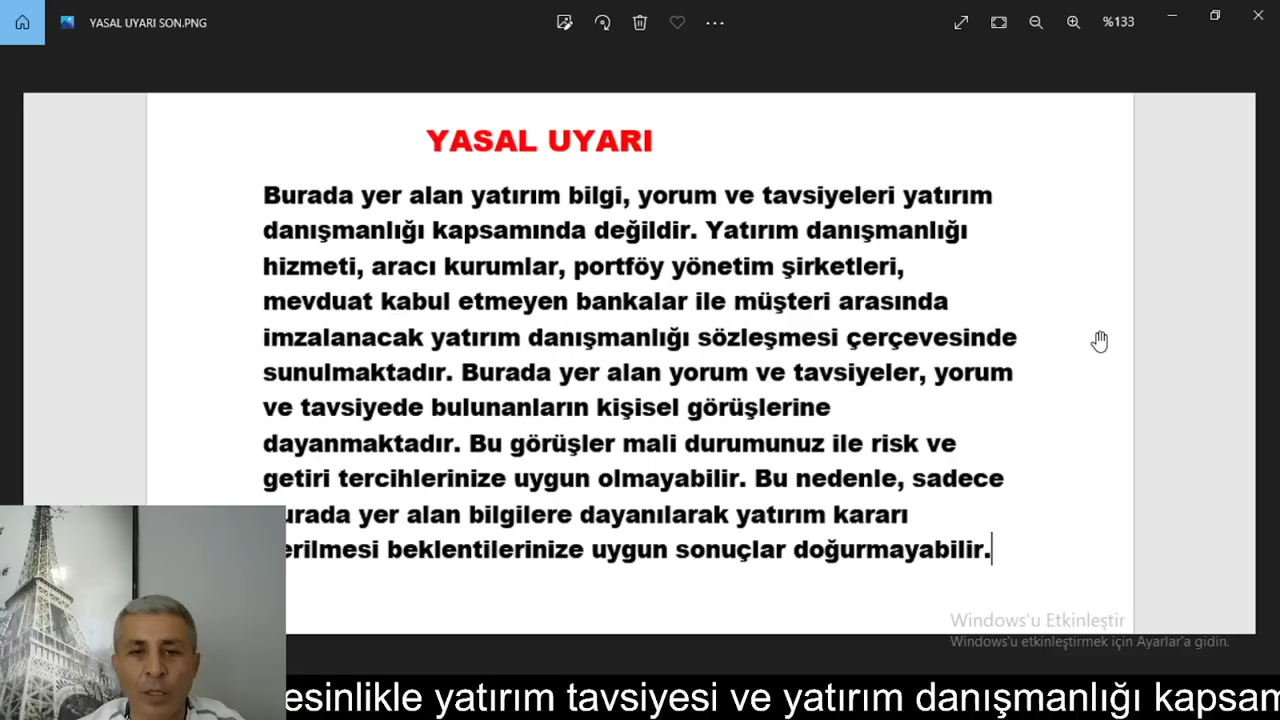 YASAL UYARI SON.PNG
%133
YASAL UYARI
Burada yer alan yatırım bilgi, yorum ve tavsiyeleri yatırım
danışmanlığı kapsamında değildir. Yatırım danışmanlığı
hizmeti, aracı kurumlar, portföy yönetim şirketleri,
mevduat kabul etmeyen bankalar ile müşteri arasında
imzalanacak yatırım danışmanlığı sözleşmesi çerçevesinde
sunulmaktadır. Burada yer alan yorum ve tavsiyeler, yorum
ve tavsiyede bulunanların kişisel görüşlerine
dayanmaktadır. Bu görüşler mali durumunuz ile risk ve
getiri tercihlerinize uygun olmayabilir. Bu nedenle, sadece
urada yer alan bilgilere dayanılarak yatırım kararı
erilmesi beklentilerinize uygun sonuçlar doğurmayabilir.
Windows'u Etkinleştir
Windows'u etkinleştirmek için Ayarlar'a gidin.
esinlikle yatırım tavsiyesi ve yatırım danışmanlığı kapsam